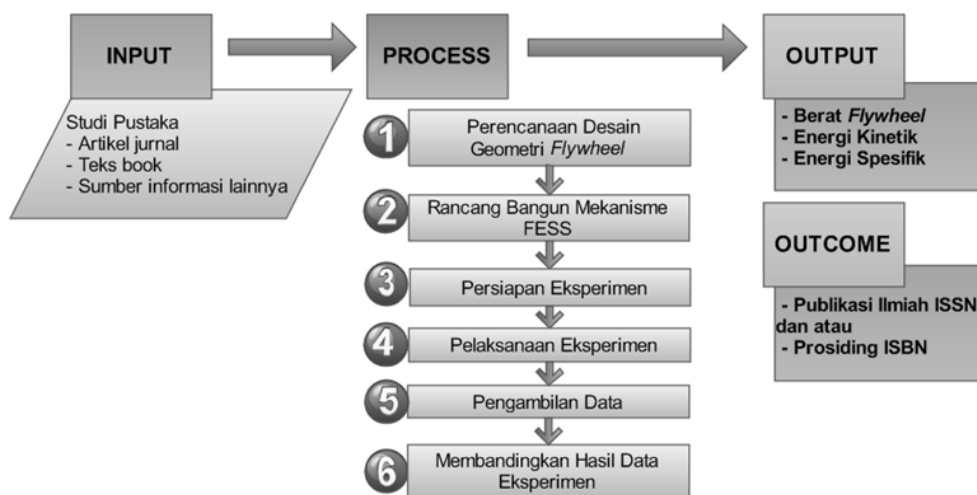 INPUT
Studi Pustaka
- Artikel jurnal
- Teks book
- Sumber informasi lainnya
PROCESS
1
Perencanaan Desain
Geometri Flywheel
2
Rancang Bangun Mekanisme
FESS
3
Persiapan Eksperimen
4
Pelaksanaan Eksperimen
5
Pengambilan Data
6
Membandingkan Hasil Data
Eksperimen
OUTPUT
- Berat Flywheel
- Energi Kinetik
- Energi Spesifik
OUTCOME
- Publikasi Ilmiah ISSN
dan atau
- Prosiding ISBN